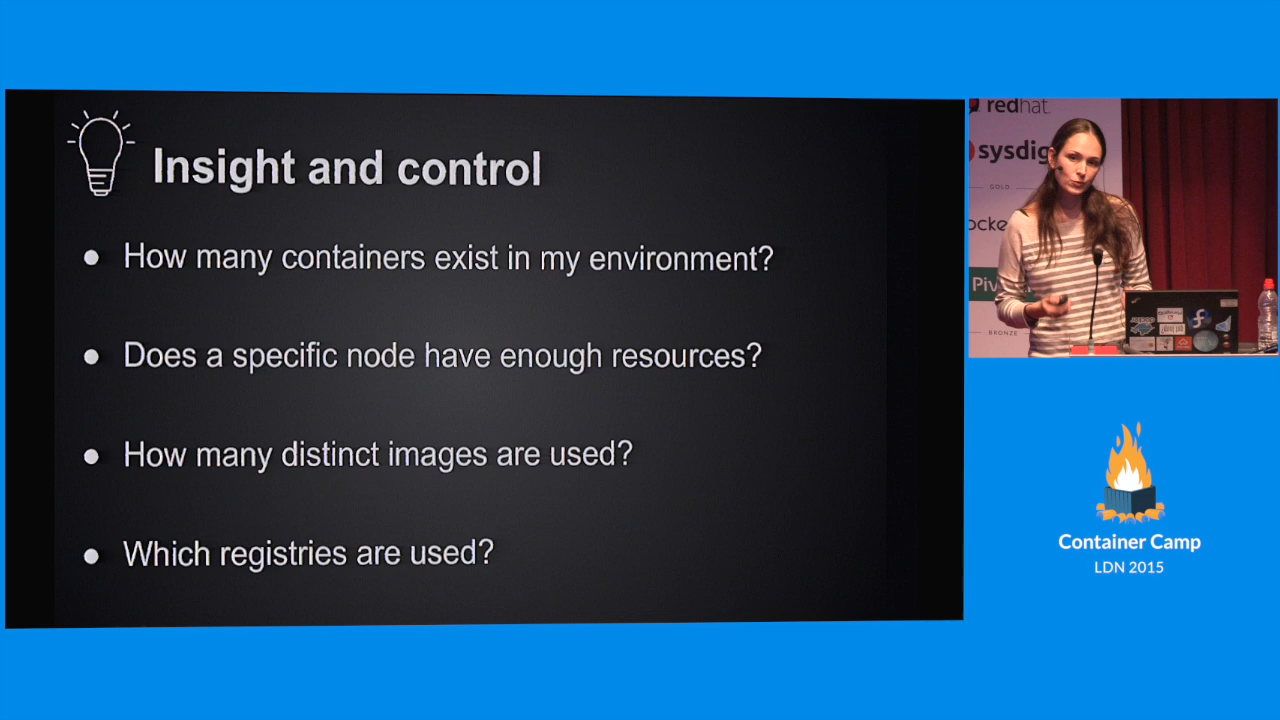 Insight and control
How many containers exist in my environment?
Does a specific node have enough resources?
How many distinct images are used?
Which registries are used?
redhat
sysdig
GOLD
BRONZE
Container Camp
LDN 2015